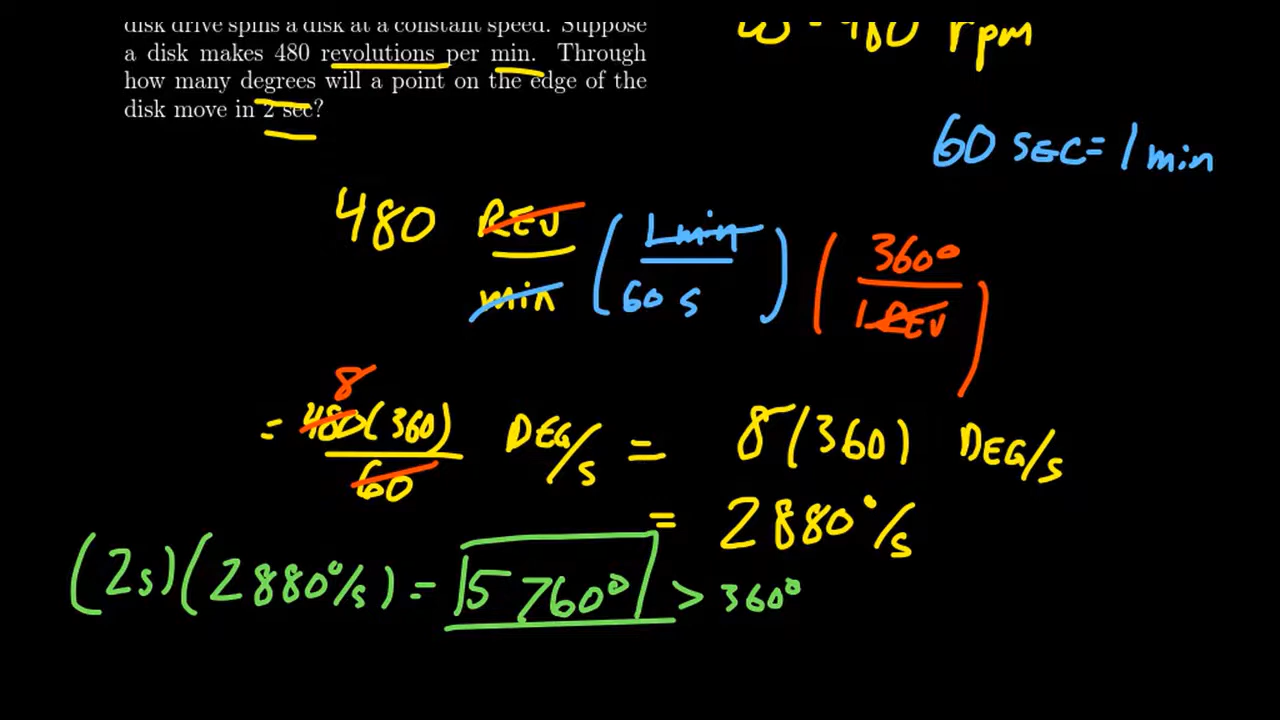 disk drive spins a disk at a constant speed. Suppose
a disk makes 480 revolutions per min. Through
how many degrees will a point on the edge of the
disk move in 2 sec?
ω = 480 rpm
60 SEC = 1 min
480 REV/min (1 min/60 s) (360°/1 REV)
= 8 480(360)/60 DEG/s = 8(360) DEG/s
= 2880°/s
(2s)(2880°/s) = 5760° > 360°